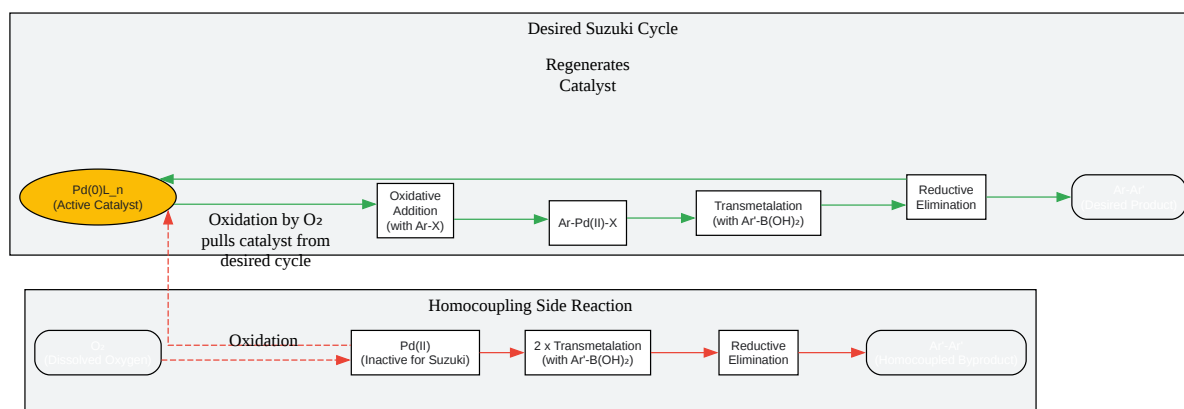 Desired Suzuki Cycle
Regenerates
Catalyst
Pd(0)L_n
(Active Catalyst)
Oxidation by O₂
pulls catalyst from
desired cycle
Oxidative
Addition
(with Ar-X)
Ar-Pd(II)-X
Transmetalation
(with Ar'-B(OH)₂)
Reductive
Elimination
Ar-Ar'
(Desired Product)
Homocoupling Side Reaction
O₂
(Dissolved Oxygen)
Oxidation
Pd(II)
(Inactive for Suzuki)
2 x Transmetalation
(with Ar'-B(OH)₂)
Reductive
Elimination
Ar'-Ar'
(Homocoupled Byproduct)